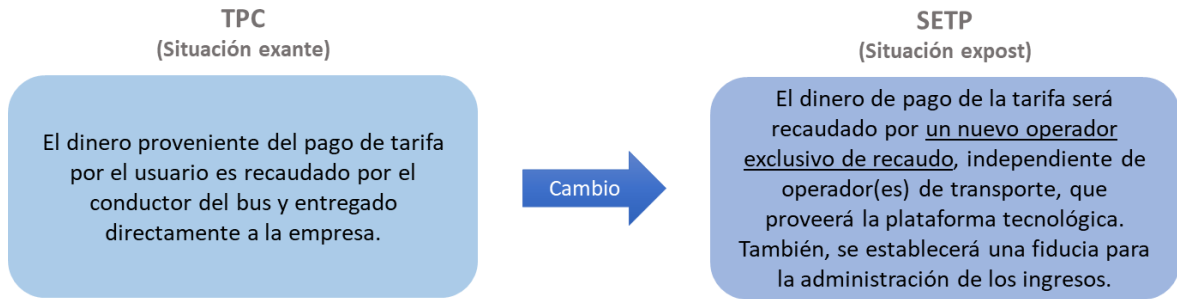 TPC
(Situación exante)
El dinero proveniente del pago de tarifa
por el usuario es recaudado por el
conductor del bus y entregado
directamente a la empresa.
Cambio
SETP
(Situación expost)
El dinero de pago de la tarifa será
recaudado por un nuevo operador
exclusivo de recaudo, independiente de
operador(es) de transporte, que
proveerá la plataforma tecnológica.
También, se establecerá una fiducia para
la administración de los ingresos.